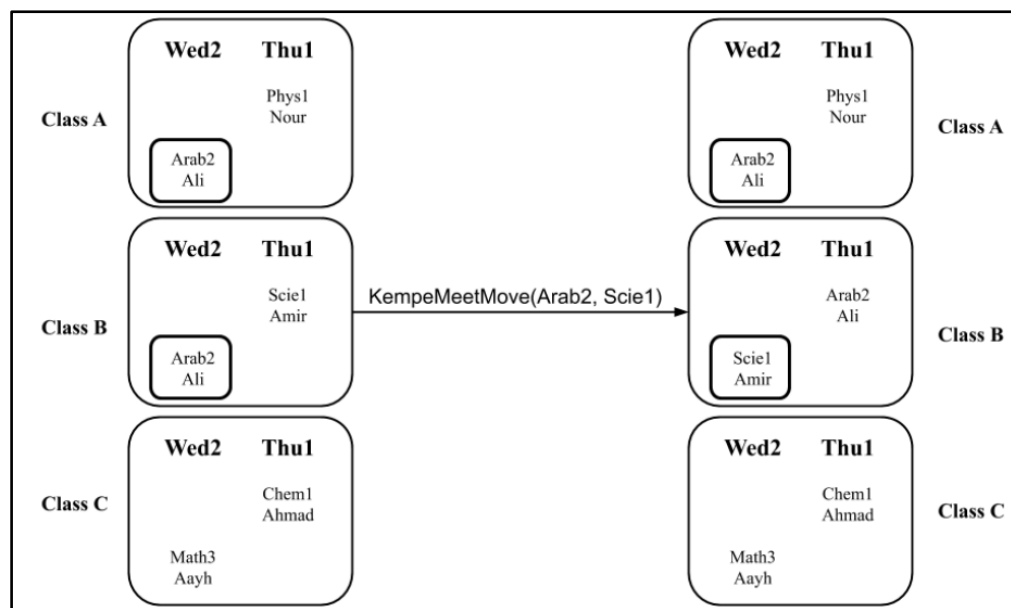 Wed2 Thu1
Phys1
Nour
Class A
Arab2
Ali
Wed2 Thu1
Scie1
Amir
Class B
Arab2
Ali
Wed2 Thu1
Chem1
Ahmad
Class C
Math3
Aayh
KempeMeetMove(Arab2, Scie1)
Wed2 Thu1
Phys1
Nour
Class A
Arab2
Ali
Wed2 Thu1
Arab2
Ali
Class B
Scie1
Amir
Wed2 Thu1
Chem1
Ahmad
Class C
Math3
Aayh